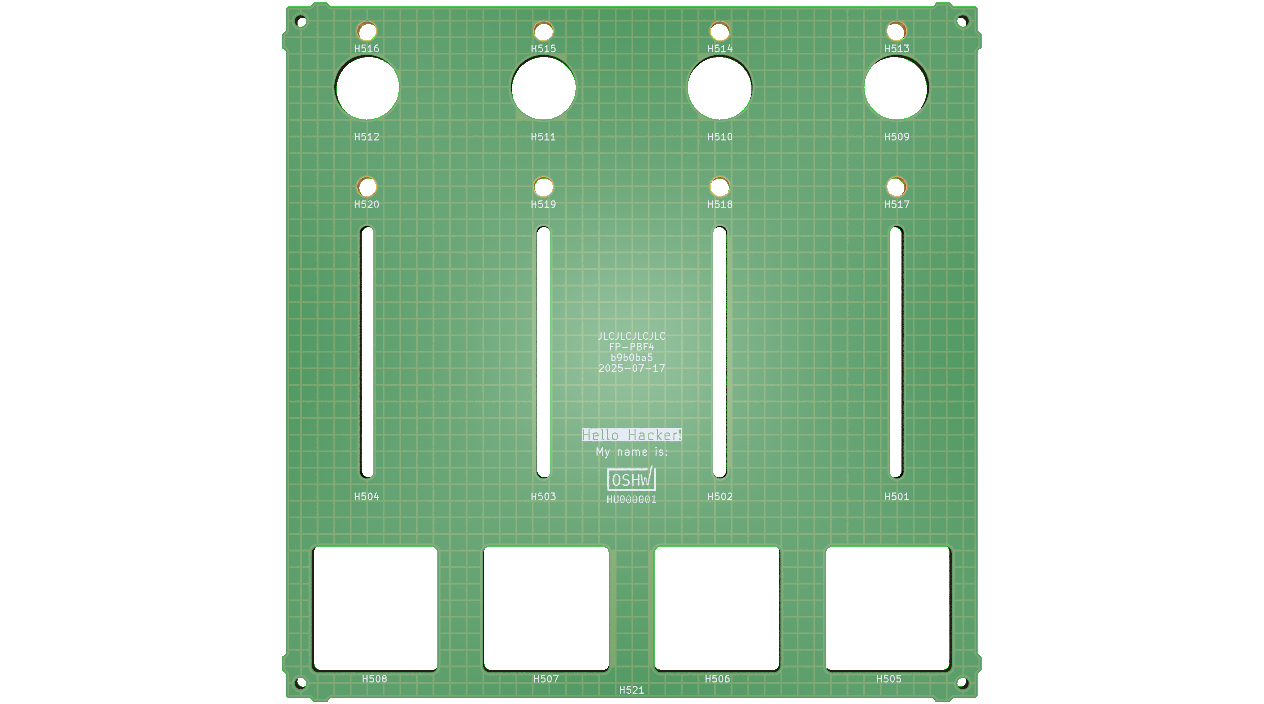 H516 H515 H514 H513
H512 H511 H510 H509
H520 H519 H518 H517
JLCJLCJLCJLC
FP-PBF4
b9b0ba5
2025-07-17
Hello Hacker!
My name is:
OSHW
HU000001
H504 H503 H502 H501
H508 H507 H506 H505
H521